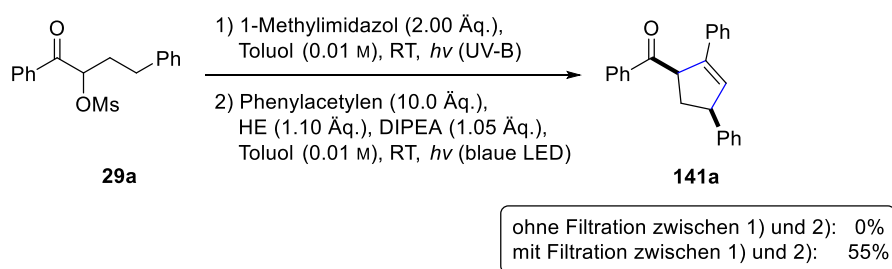 O
Ph
Ph
OMs
29a
1) 1-Methylimidazol (2.00 Äq.),
Toluol (0.01 M), RT, hν (UV-B)
2) Phenylacetylen (10.0 Äq.),
HE (1.10 Äq.), DIPEA (1.05 Äq.),
Toluol (0.01 M), RT, hν (blaue LED)
O
Ph
Ph
Ph
141a
ohne Filtration zwischen 1) und 2): 0%
mit Filtration zwischen 1) und 2): 55%